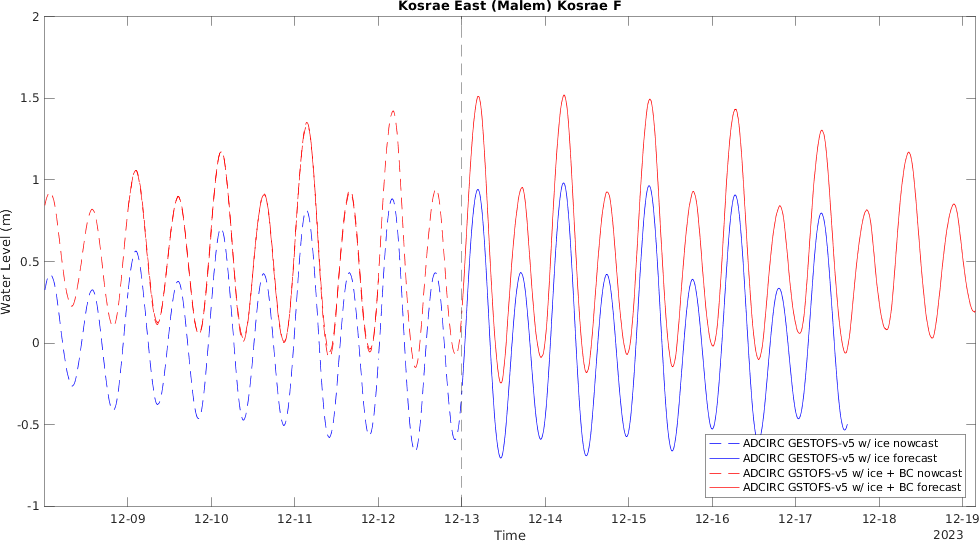 Kosrae East (Malem) Kosrae F
2
1.5
1
0.5
0
-0.5
-1
Water Level (m)
ADCIRC GESTOFS-v5 w/ ice nowcast
ADCIRC GESTOFS-v5 w/ ice forecast
ADCIRC GSTOFS-v5 w/ ice + BC nowcast
ADCIRC GSTOFS-v5 w/ ice + BC forecast
12-09 12-10 12-11 12-12 12-13 12-14 12-15 12-16 12-17 12-18 12-19
Time
2023